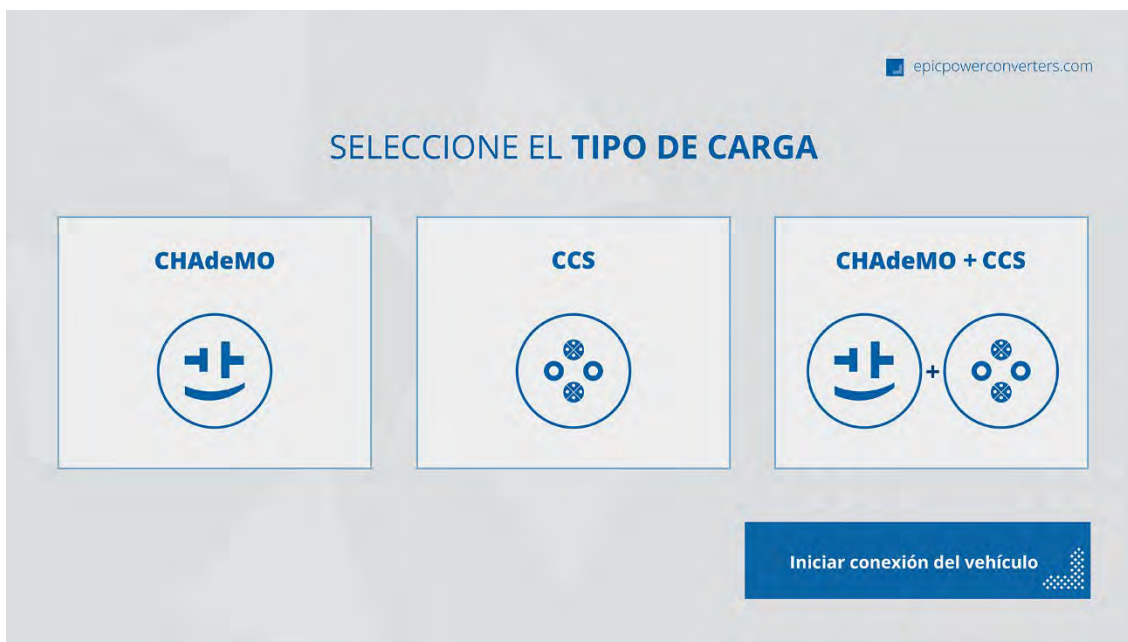 epicpowerconverters.com
SELECCIONE EL TIPO DE CARGA
CHAdeMO
CCS
CHAdeMO + CCS
+
Iniciar conexión del vehículo